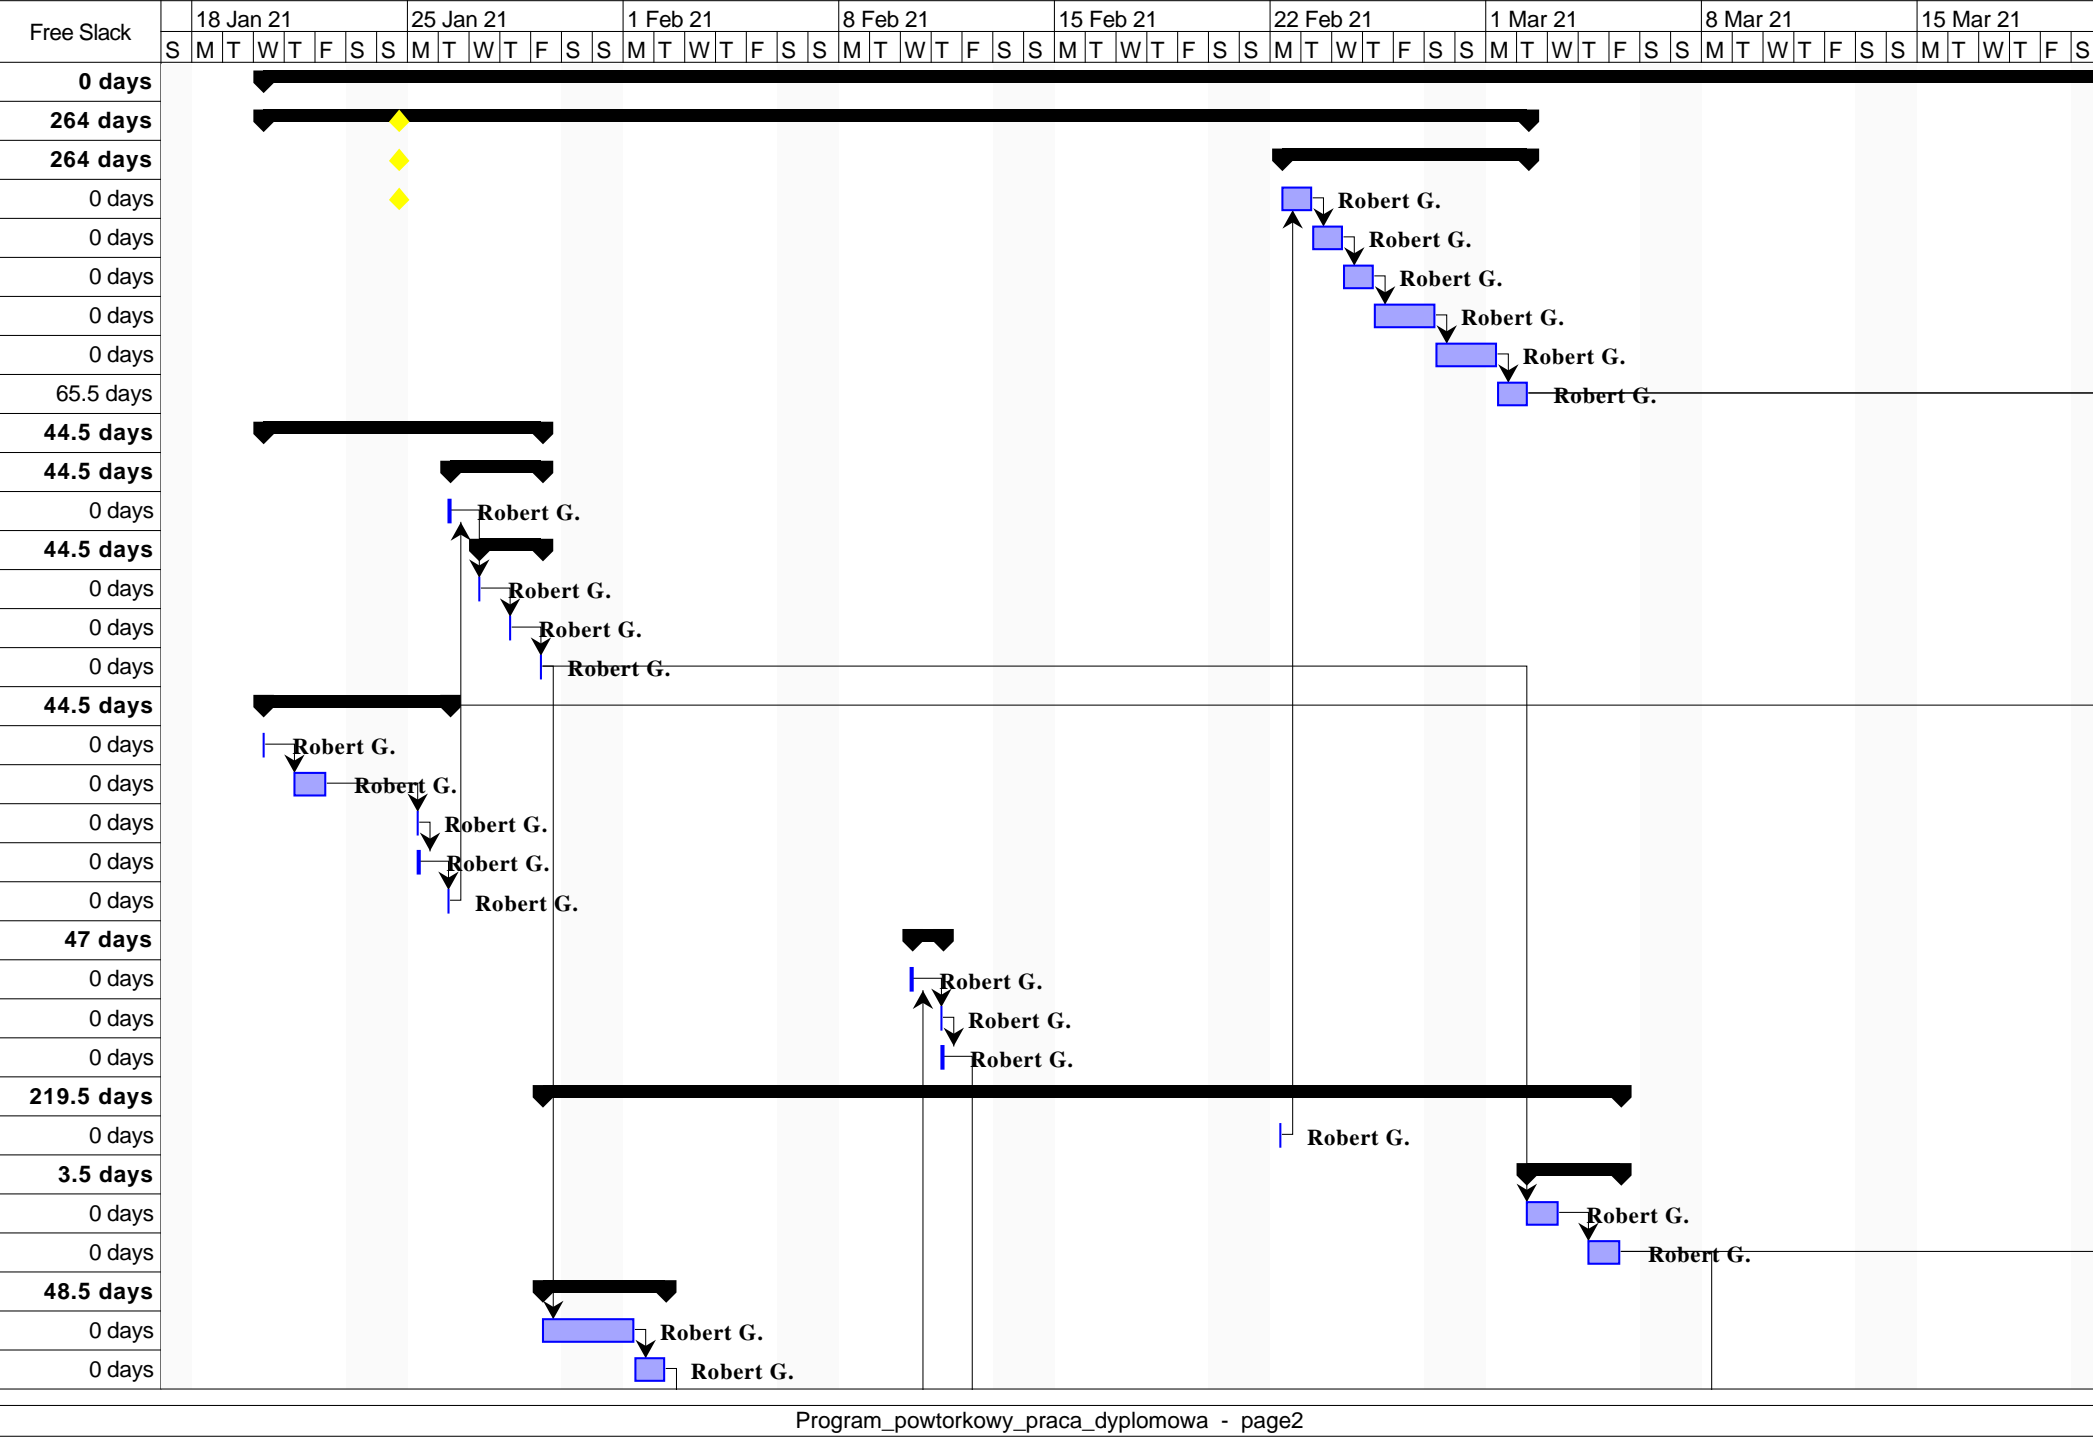 Free Slack
18 Jan 21 25 Jan 21 1 Feb 21 8 Feb 21 15 Feb 21 22 Feb 21 1 Mar 21 8 Mar 21 15 Mar 21
S M T W T F S S M T W T F S S M T W T F S S M T W T F S S M T W T F S S M T W T F S S M T W T F S S M T W T F S S M T W T F S
0 days
264 days
264 days
0 days Robert G.
0 days Robert G.
0 days Robert G.
0 days Robert G.
0 days Robert G.
65.5 days Robert G.
44.5 days
44.5 days
0 days Robert G.
44.5 days
0 days Robert G.
0 days Robert G.
0 days Robert G.
44.5 days
0 days Robert G.
0 days Robert G.
0 days Robert G.
0 days Robert G.
0 days Robert G.
47 days
0 days Robert G.
0 days Robert G.
0 days Robert G.
219.5 days
0 days Robert G.
3.5 days
0 days Robert G.
0 days Robert G.
48.5 days
0 days Robert G.
0 days Robert G.
Program_powtorkowy_praca_dyplomowa - page2